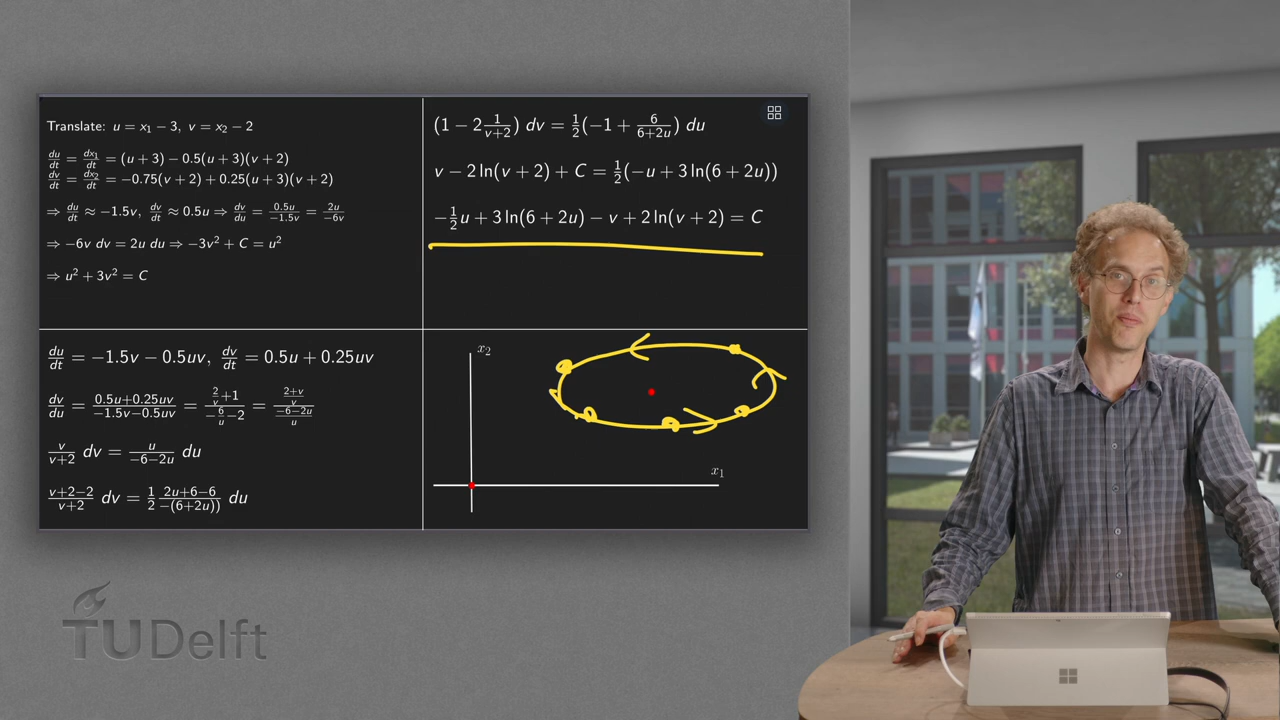 Translate: u = x₁ − 3, v = x₂ − 2
du/dt = dx₁/dt = (u + 3) − 0.5(u + 3)(v + 2)
dv/dt = dx₂/dt = −0.75(v + 2) + 0.25(u + 3)(v + 2)
⇒ du/dt ≈ −1.5v, dv/dt ≈ 0.5u ⇒ dv/du = 0.5u/−1.5v = 2u/−6v
⇒ −6v dv = 2u du ⇒ −3v² + C = u²
⇒ u² + 3v² = C
(1 − 2 1/(v+2)) dv = 1/2(−1 + 6/(6+2u)) du
v − 2 ln(v + 2) + C = 1/2(−u + 3 ln(6 + 2u))
−1/2u + 3 ln(6 + 2u) − v + 2 ln(v + 2) = C
du/dt = −1.5v − 0.5uv, dv/dt = 0.5u + 0.25uv
dv/du = (0.5u+0.25uv)/(−1.5v−0.5uv) = (2/v+1)/(−6/u−2) = ((2+v)/v)/((−6−2u)/u)
v/(v+2) dv = u/(−6−2u) du
(v+2−2)/(v+2) dv = 1/2 (2u+6−6)/(−(6+2u)) du
x₂
x₁
TUDelft